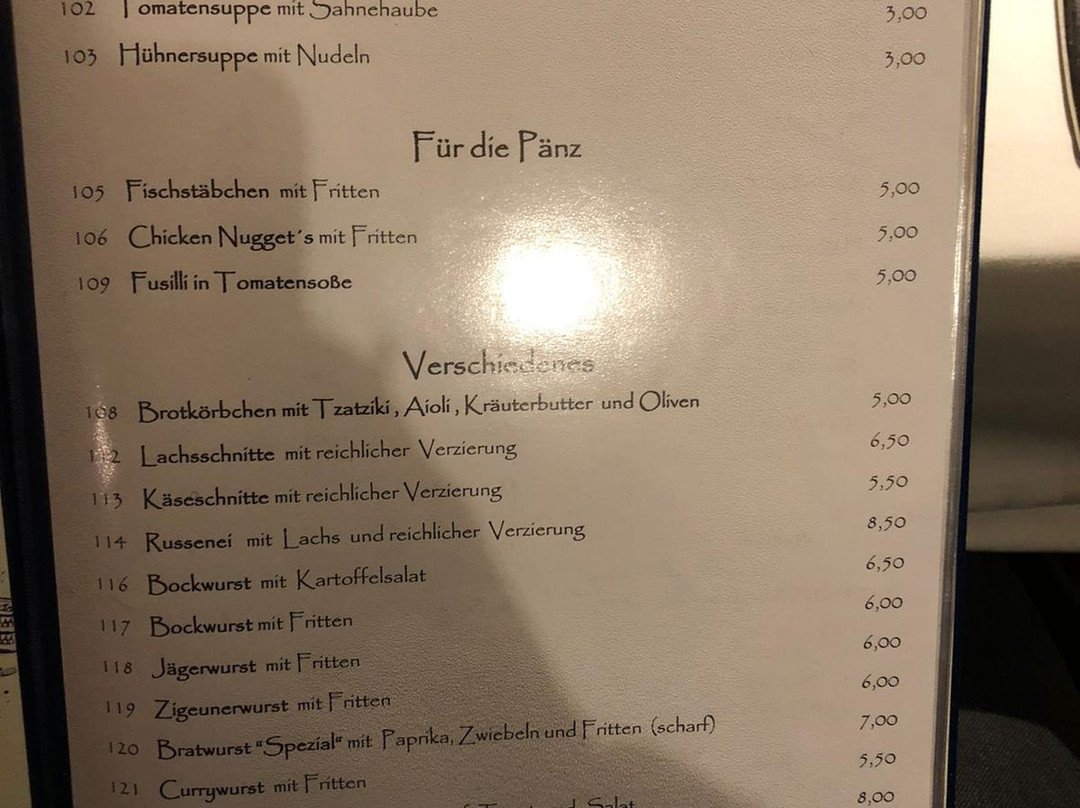 102 Tomatensuppe mit Sahnehaube 3,00
103 Hühnersuppe mit Nudeln 3,00
Für die Pänz
105 Fischstäbchen mit Fritten 5,00
106 Chicken Nugget´s mit Fritten 5,00
109 Fusilli in Tomatensoße 5,00
Verschiedenes
108 Brotkörbchen mit Tzatziki , Aioli , Kräuterbutter und Oliven 5,00
112 Lachsschnitte mit reichlicher Verzierung 6,50
113 Käseschnitte mit reichlicher Verzierung 5,50
114 Russenei mit Lachs und reichlicher Verzierung 8,50
116 Bockwurst mit Kartoffelsalat 6,50
117 Bockwurst mit Fritten 6,00
118 Jägerwurst mit Fritten 6,00
119 Zigeunerwurst mit Fritten 6,00
120 Bratwurst "Spezial" mit Paprika, Zwiebeln und Fritten (scharf) 7,00
121 Currywurst mit Fritten 5,50
Salat 8,00